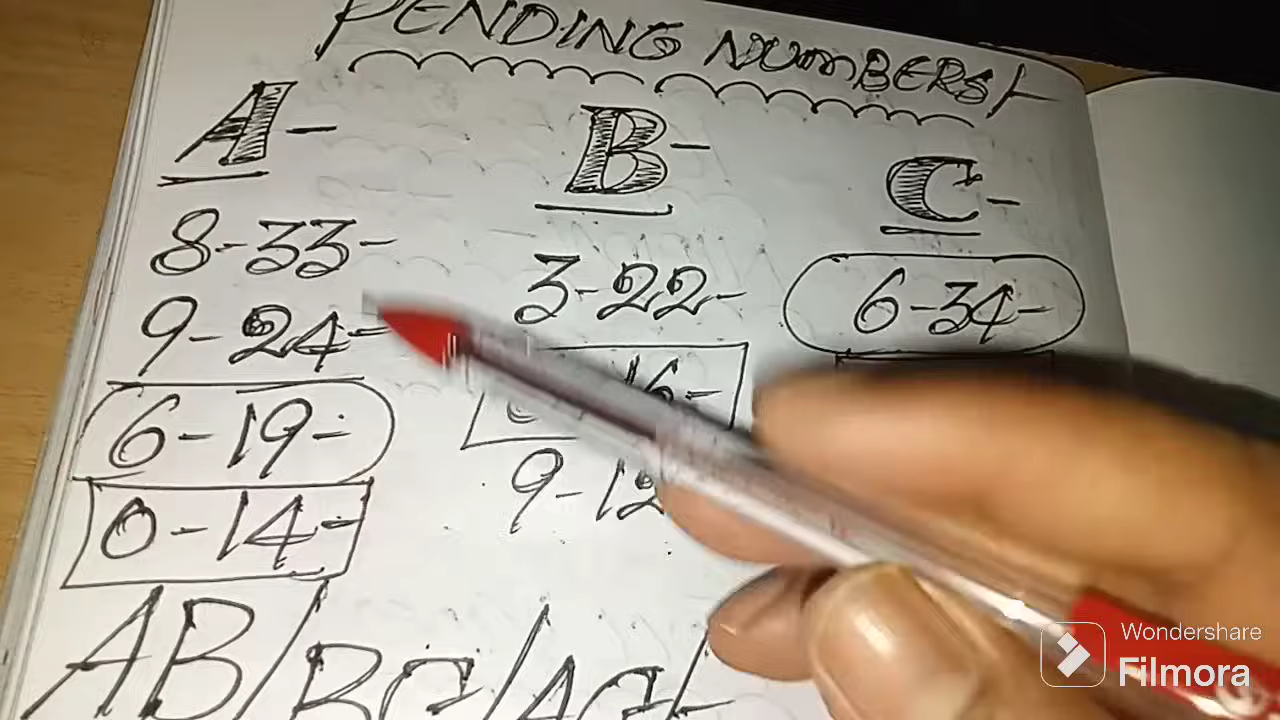 PENDING NUMBERS/-
A-
8-33-
9-24-
6-19-
0-14-
B-
3-22-
16-
9-12
C-
6-34-
AB/BC/AC/-
Wondershare
Filmora